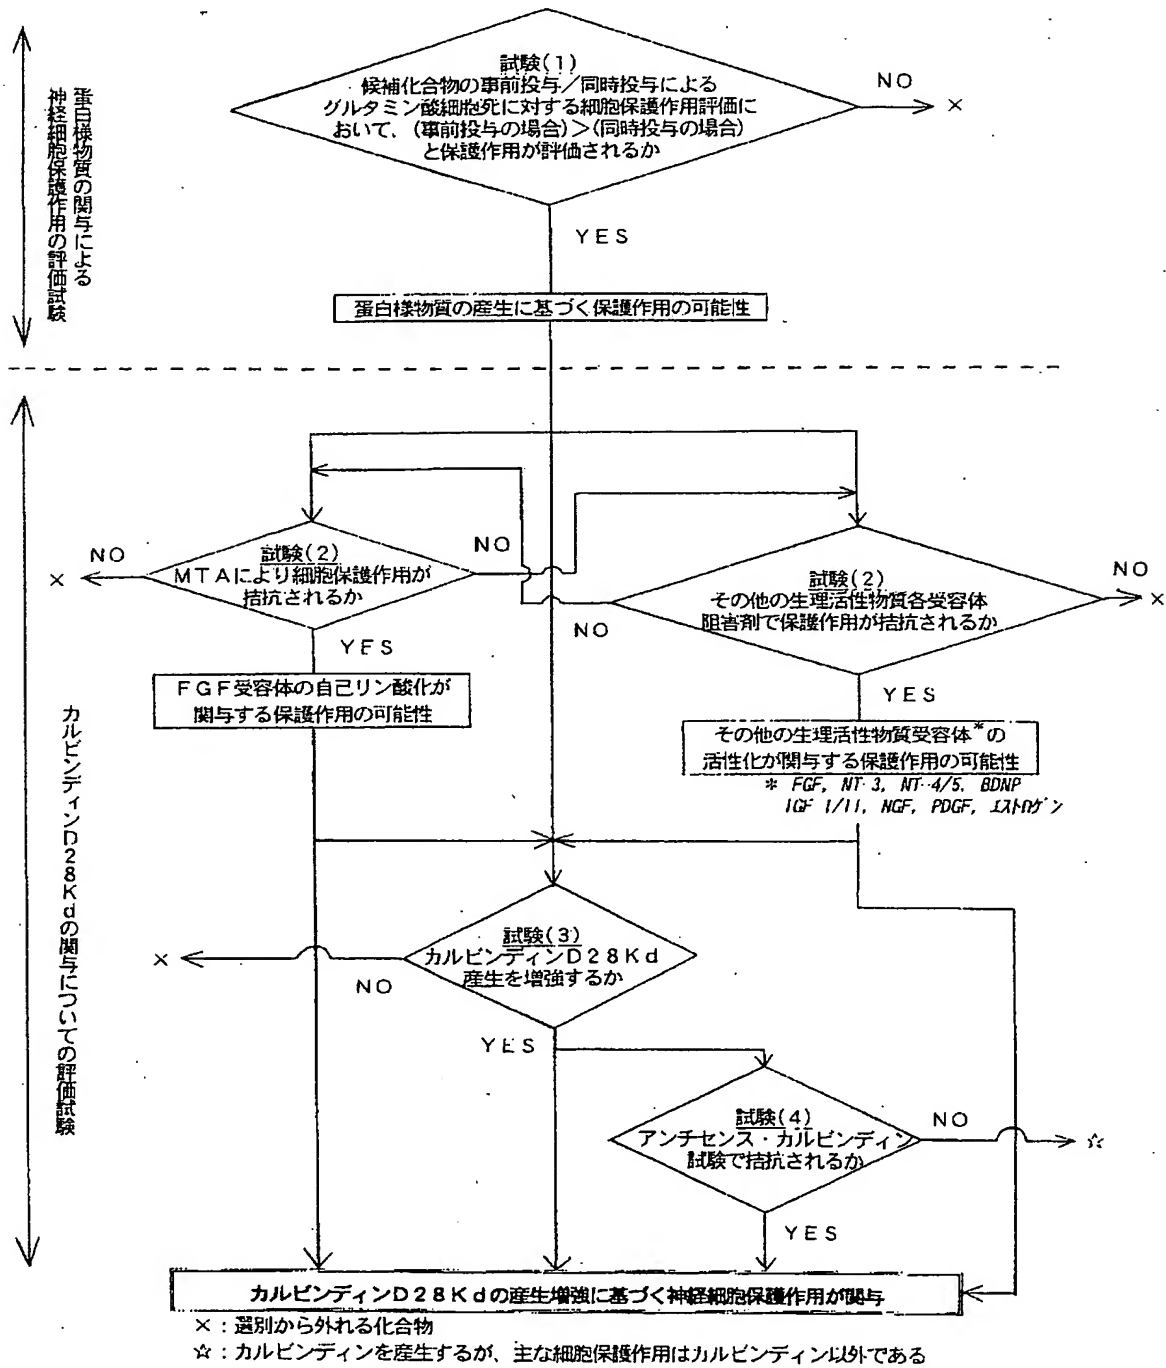 試験(1)
候補化合物の事前投与/同時投与による
グルタミン酸細胞死に対する細胞保護作用評価に
おいて、(事前投与の場合)>(同時投与の場合)
と保護作用が評価されるか
NO
×
蛋白様物質の関与による
神経細胞保護作用の評価試験
YES
蛋白様物質の産生に基づく保護作用の可能性
NO
×
試験(2)
MTAにより細胞保護作用が
拮抗されるか
NO
YES
FGF受容体の自己リン酸化が
関与する保護作用の可能性
試験(2)
その他の生理活性物質各受容体
阻害剤で保護作用が拮抗されるか
NO
NO
×
YES
その他の生理活性物質受容体*の
活性化が関与する保護作用の可能性
* FGF, NT-3, NT-4/5, BDNP
IGF 1/11, NGF, PDGF, エストロゲン
カルビンディンD28Kdの関与についての評価試験
試験(3)
カルビンディンD28Kd
産生を増強するか
×
NO
YES
試験(4)
アンチセンス・カルビンディン
試験で拮抗されるか
NO
☆
YES
カルビンディンD28Kdの産生増強に基づく神経細胞保護作用が関与
×:選別から外れる化合物
☆:カルビンディンを産生するが、主な細胞保護作用はカルビンディン以外である